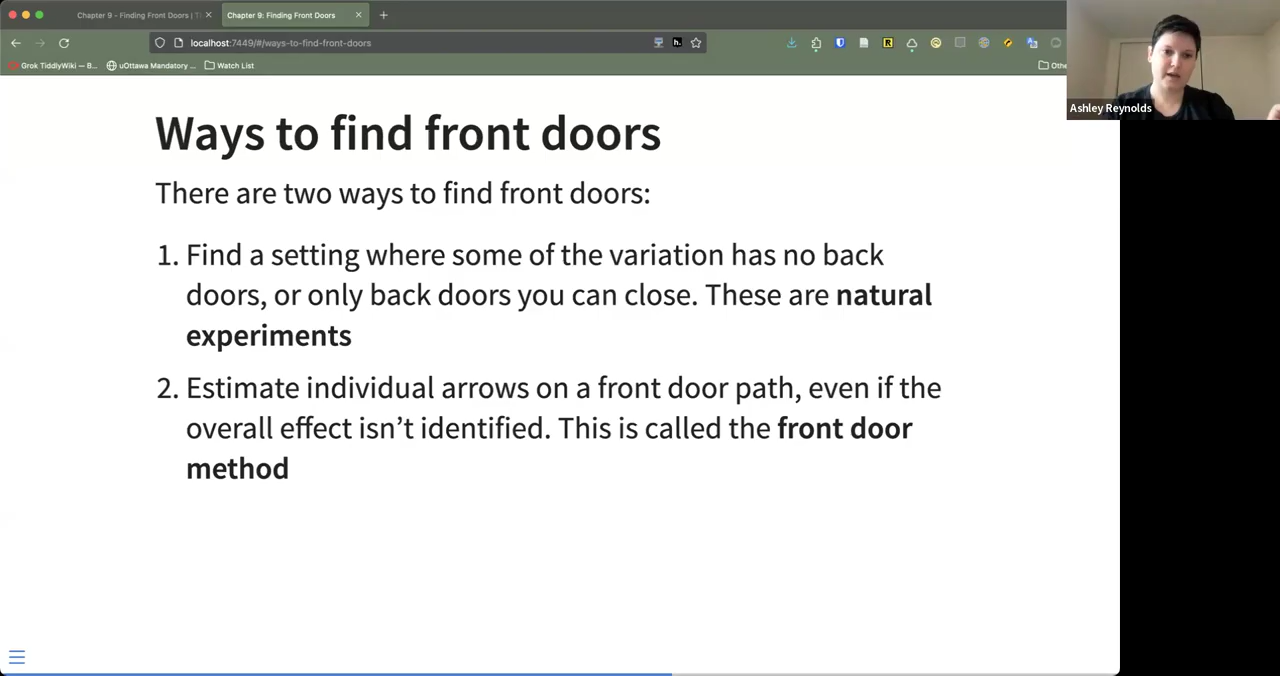 Chapter 9 - Finding Front Doors | T
Chapter 9: Finding Front Doors
localhost:7449/#/ways-to-find-front-doors
Grok TiddlyWiki — B...
uOttawa Mandatory ...
Watch List
Othe
Ashley Reynolds
Ways to find front doors
There are two ways to find front doors:
1. Find a setting where some of the variation has no back
doors, or only back doors you can close. These are natural
experiments
2. Estimate individual arrows on a front door path, even if the
overall effect isn’t identified. This is called the front door
method